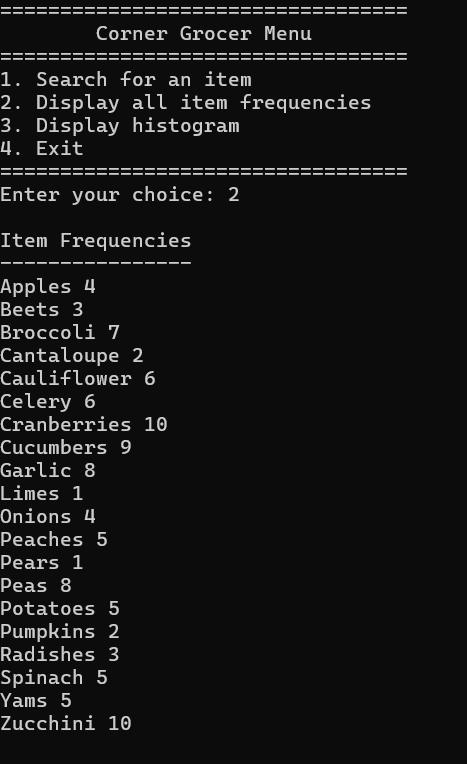 ==================================
        Corner Grocer Menu
==================================
1. Search for an item
2. Display all item frequencies
3. Display histogram
4. Exit
==================================
Enter your choice: 2

Item Frequencies
----------------
Apples 4
Beets 3
Broccoli 7
Cantaloupe 2
Cauliflower 6
Celery 6
Cranberries 10
Cucumbers 9
Garlic 8
Limes 1
Onions 4
Peaches 5
Pears 1
Peas 8
Potatoes 5
Pumpkins 2
Radishes 3
Spinach 5
Yams 5
Zucchini 10